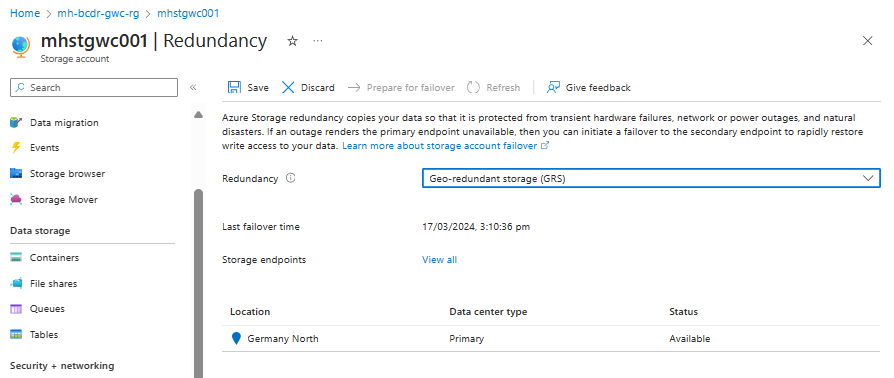 Home > mh-bcdr-gwc-rg > mhstgwc001
mhstgwc001 | Redundancy
Storage account
Search
Save Discard Prepare for failover Refresh Give feedback
Data migration
Events
Storage browser
Storage Mover
Data storage
Containers
File shares
Queues
Tables
Security + networking
Azure Storage redundancy copies your data so that it is protected from transient hardware failures, network or power outages, and natural
disasters. If an outage renders the primary endpoint unavailable, then you can initiate a failover to the secondary endpoint to rapidly restore
write access to your data. Learn more about storage account failover
Redundancy Geo-redundant storage (GRS)
Last failover time 17/03/2024, 3:10:36 pm
Storage endpoints View all
Location Data center type Status
Germany North Primary Available